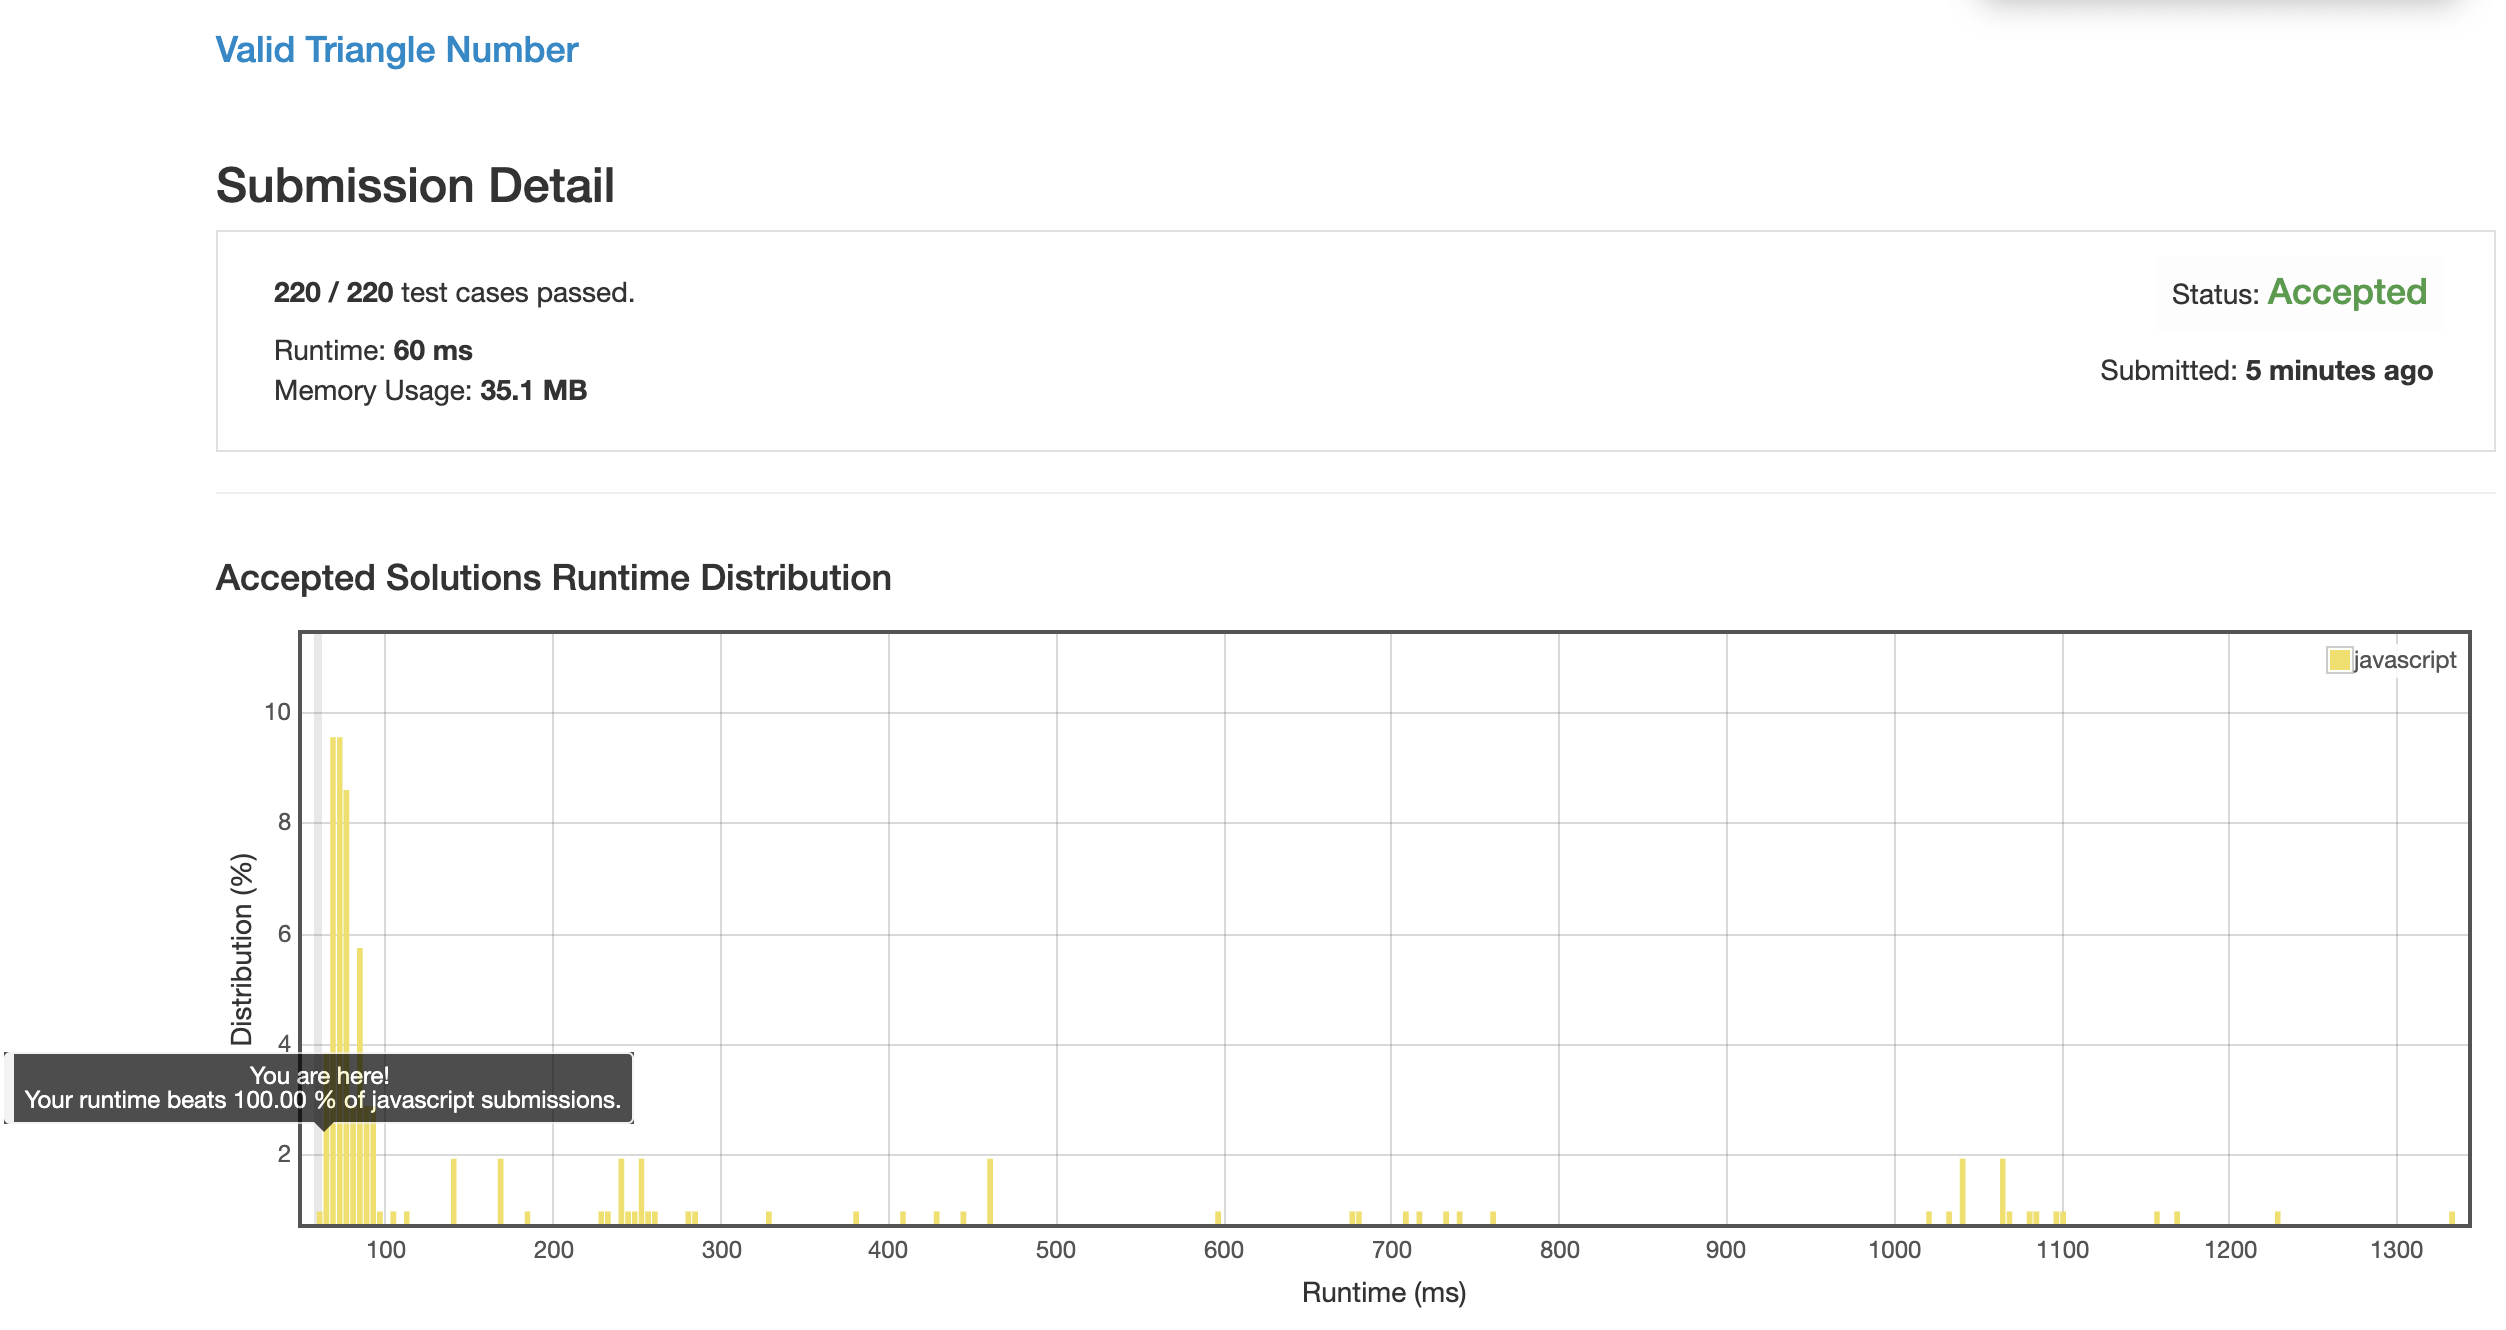 Valid Triangle Number
Submission Detail
220 / 220 test cases passed.
Status: Accepted
Runtime: 60 ms
Memory Usage: 35.1 MB
Submitted: 5 minutes ago
Accepted Solutions Runtime Distribution
javascript
10
8
6
4
2
Distribution (%)
You are here!
Your runtime beats 100.00 % of javascript submissions.
100 200 300 400 500 600 700 800 900 1000 1100 1200 1300
Runtime (ms)